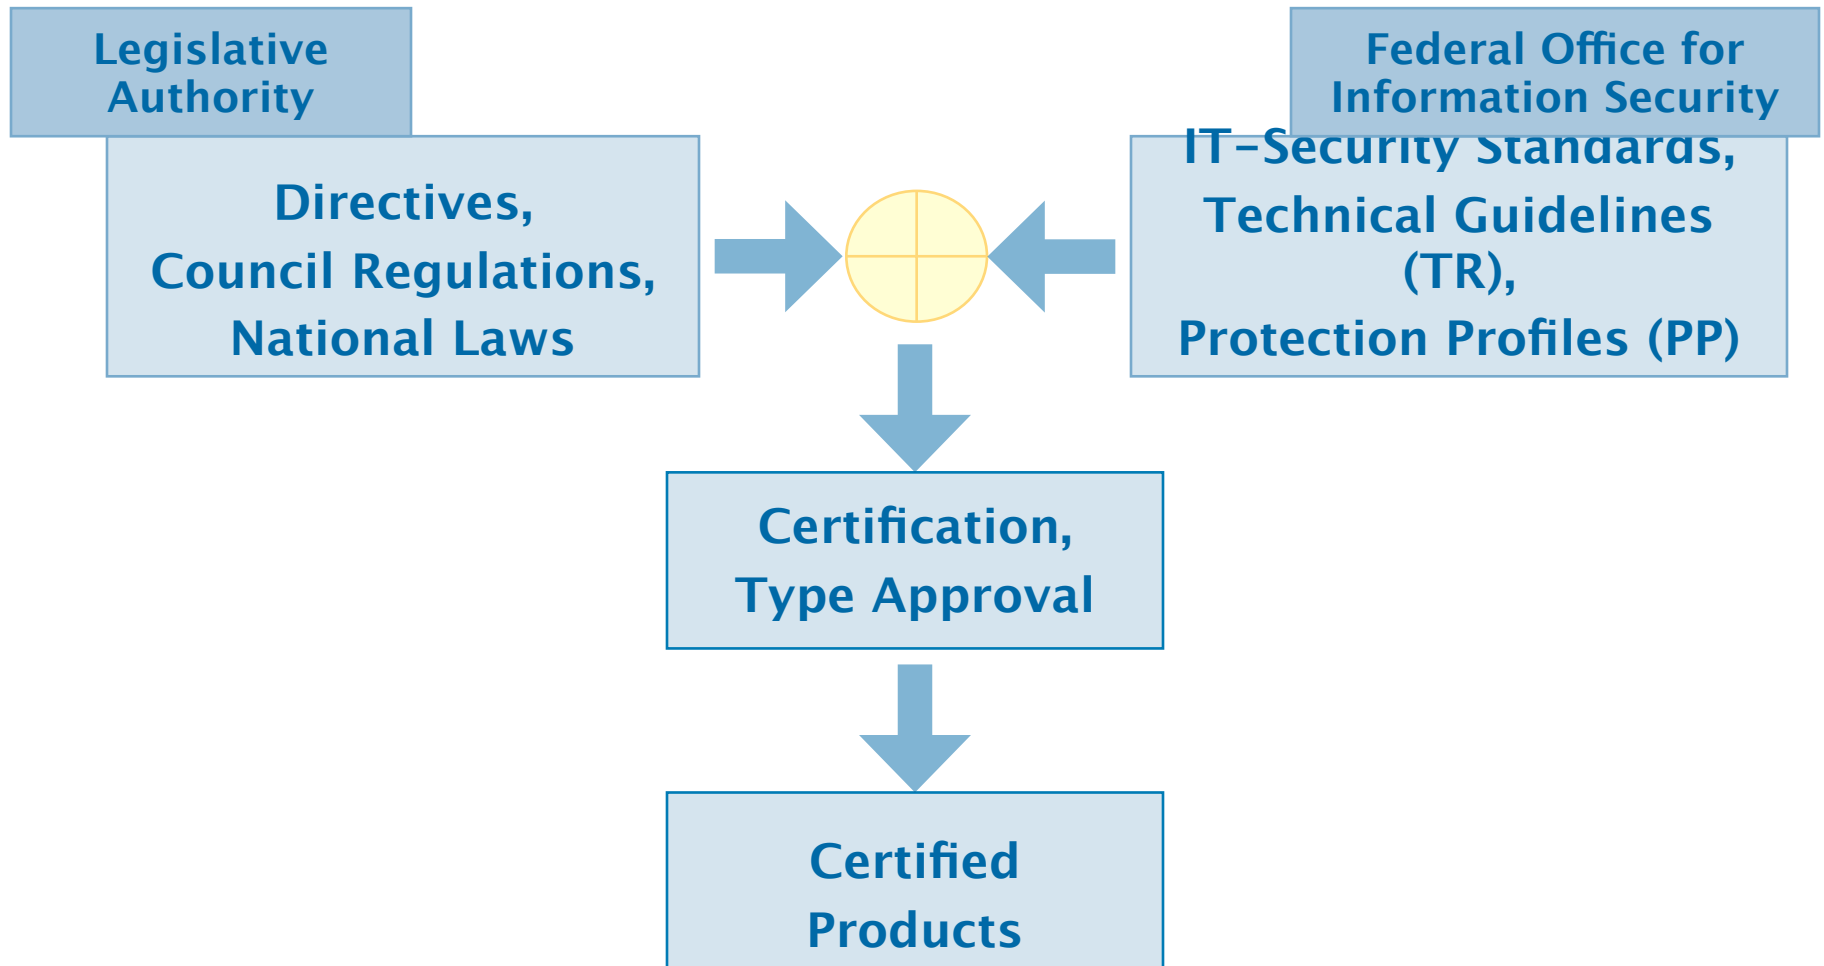 Legislative
Authority
Directives,
Council Regulations,
National Laws
Federal Office for
Information Security
IT-Security Standards,
Technical Guidelines
(TR),
Protection Profiles (PP)
Certification,
Type Approval
Certified
Products